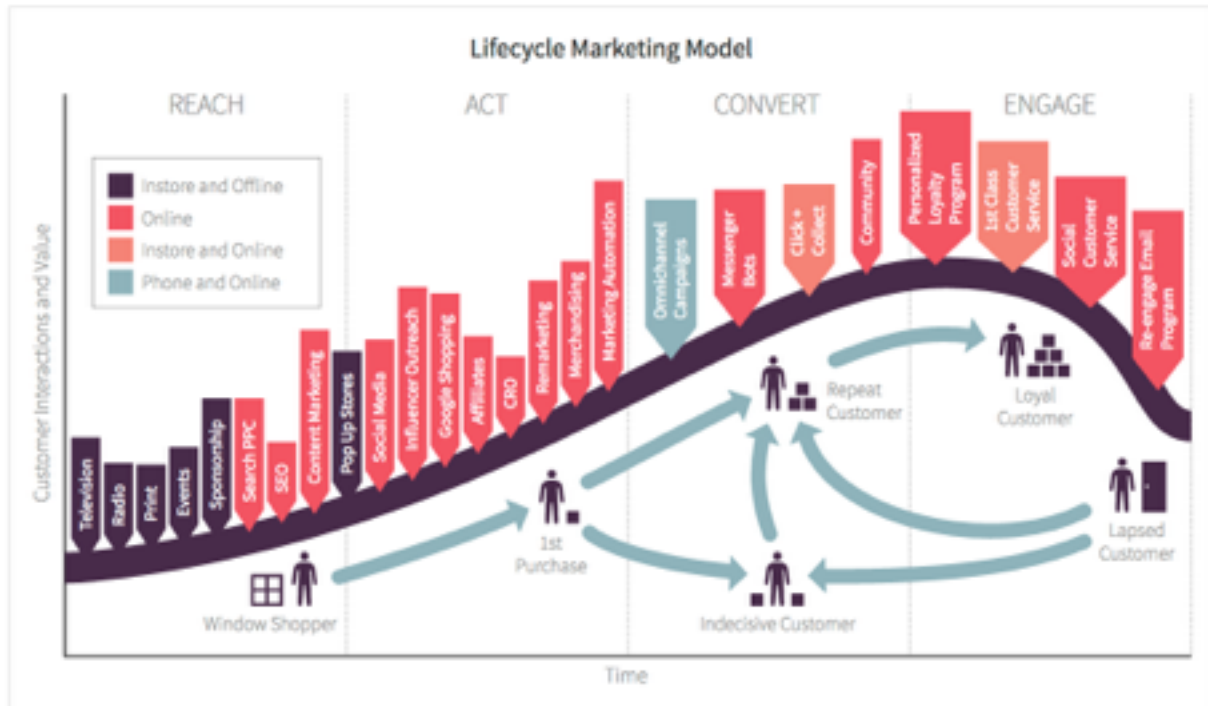 Lifecycle Marketing Model
REACH
ACT
CONVERT
ENGAGE
Instore and Offline
Online
Instore and Online
Phone and Online
Customer Interactions and Value
Television
Radio
Print
Events
Sponsorship
Search PPC
SEO
Content Marketing
Pop Up Stores
Social Media
Influencer Outreach
Google Shopping
Affiliates
CRO
Remarketing
Merchandising
Marketing Automation
Omnichannel
Campaigns
Messenger
Bots
Click +
Collect
Community
Personalized
Loyalty
Program
1st Class
Customer
Service
Social
Customer
Service
Re-engage Email
Program
Window Shopper
1st
Purchase
Repeat
Customer
Indecisive Customer
Loyal
Customer
Lapsed
Customer
Time